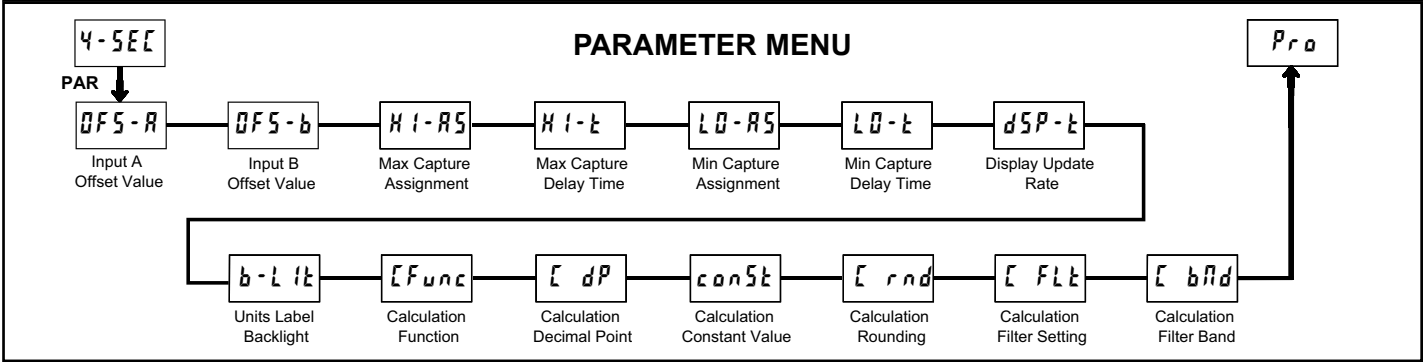 4-SEC
PARAMETER MENU
Pro
PAR
OFS-A
OFS-b
HI-AS
HI-t
LO-AS
LO-t
dSP-t
Input A
Offset Value
Input B
Offset Value
Max Capture
Assignment
Max Capture
Delay Time
Min Capture
Assignment
Min Capture
Delay Time
Display Update
Rate
b-LIt
CFunc
C dP
conSt
C rnd
C FLt
C bNd
Units Label
Backlight
Calculation
Function
Calculation
Decimal Point
Calculation
Constant Value
Calculation
Rounding
Calculation
Filter Setting
Calculation
Filter Band